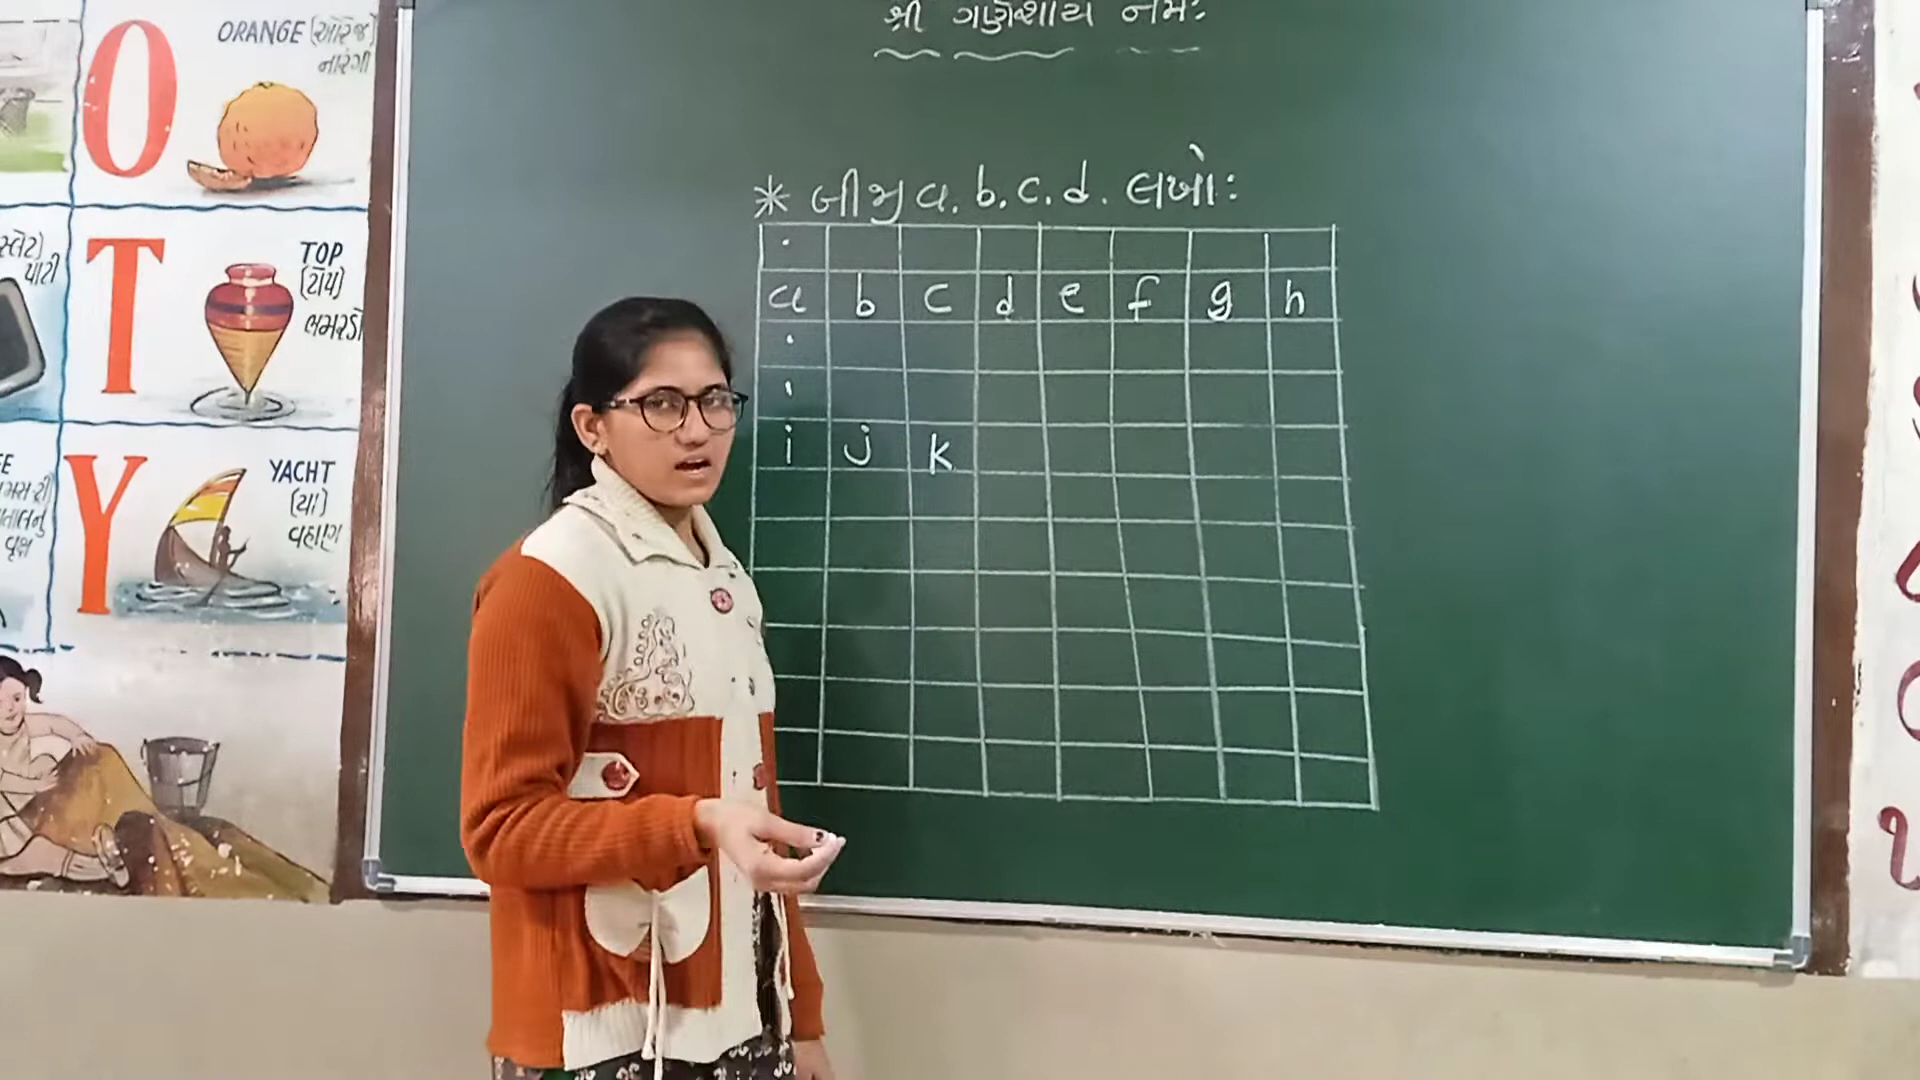 શ્રી ગણેશાય નમઃ
* બીજી a. b. c. d. લખો:
a b c d e f g h
i j k
O
ORANGE (ઓરેંજ)
નારંગી
T
TOP
(ટોપ)
ભમરડો
Y
YACHT
(યા)
વહાણ
પાટી
વૃક્ષ